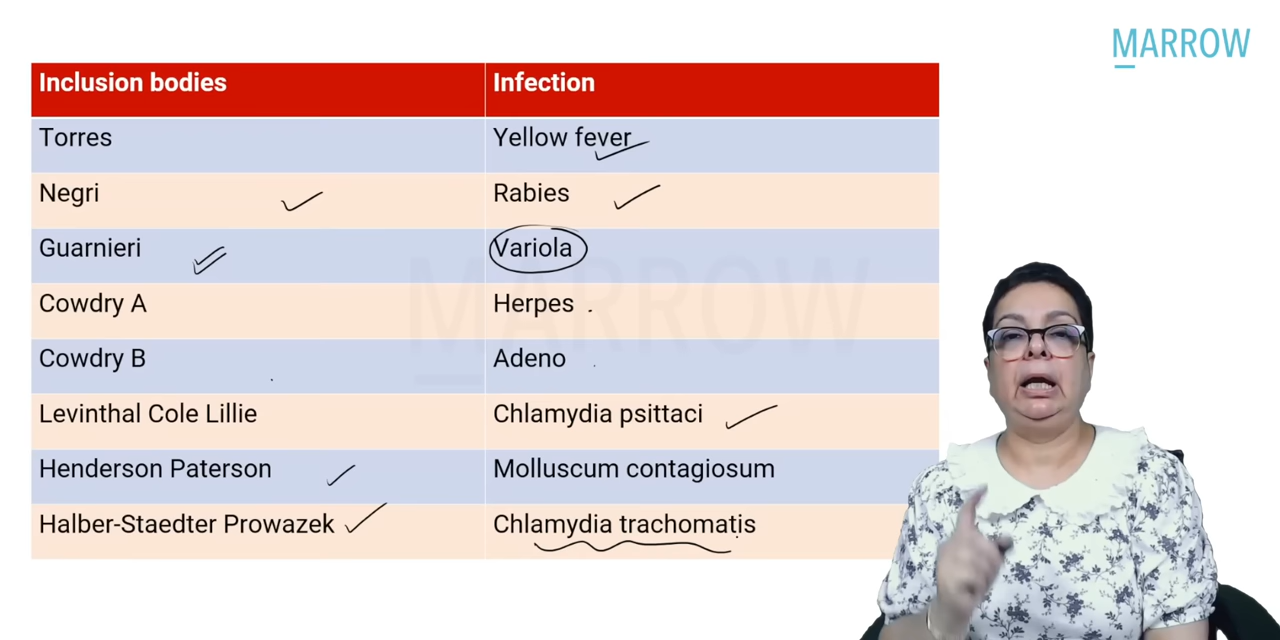 MARROW
Inclusion bodies Infection
Torres Yellow fever
Negri Rabies
Guarnieri Variola
Cowdry A Herpes
Cowdry B Adeno
Levinthal Cole Lillie Chlamydia psittaci
Henderson Paterson Molluscum contagiosum
Halber-Staedter Prowazek Chlamydia trachomatis
MARROW